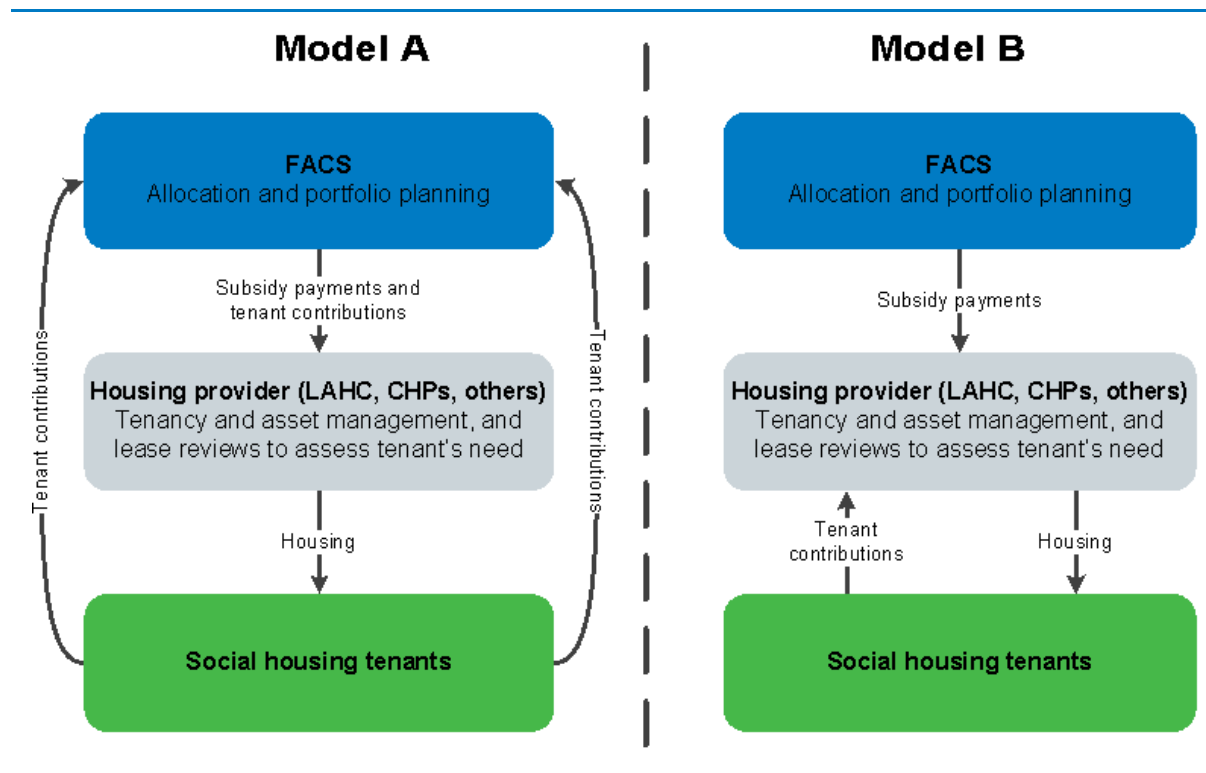 Model A
FACS
Allocation and portfolio planning
Subsidy payments and
tenant contributions
Tenant contributions
Tenant contributions
Housing provider (LAHC, CHPs, others)
Tenancy and asset management, and
lease reviews to assess tenant's need
Housing
Social housing tenants
Model B
FACS
Allocation and portfolio planning
Subsidy payments
Housing provider (LAHC, CHPs, others)
Tenancy and asset management, and
lease reviews to assess tenant's need
Tenant
contributions
Housing
Social housing tenants